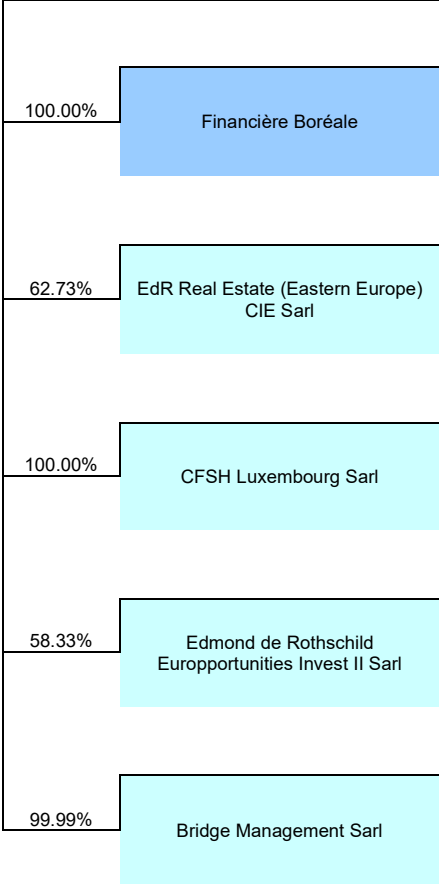 100.00%
Financière Boréale
62.73%
EdR Real Estate (Eastern Europe)
CIE Sarl
100.00%
CFSH Luxembourg Sarl
58.33%
Edmond de Rothschild
Europportunities Invest II Sarl
99.99%
Bridge Management Sarl